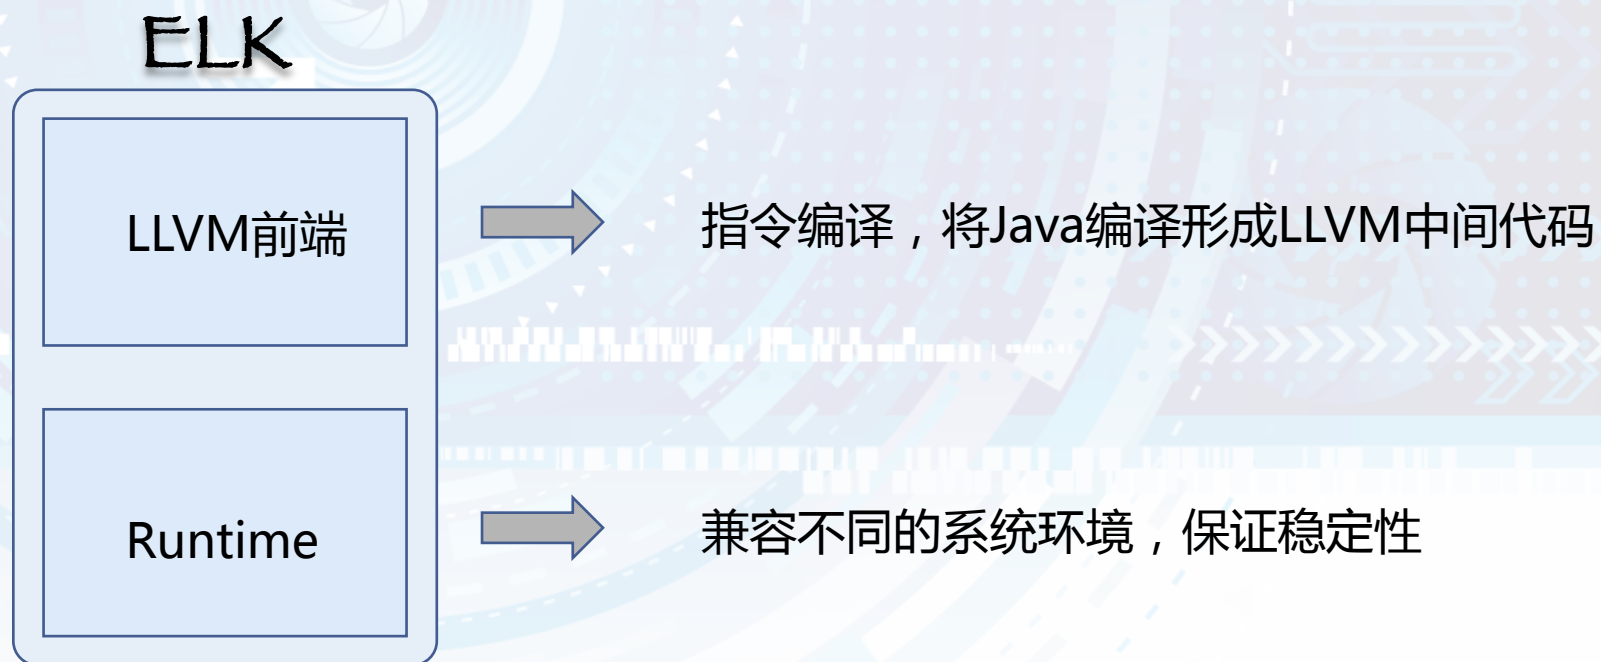 ELK
LLVM前端
指令编译，将Java编译形成LLVM中间代码
Runtime
兼容不同的系统环境，保证稳定性